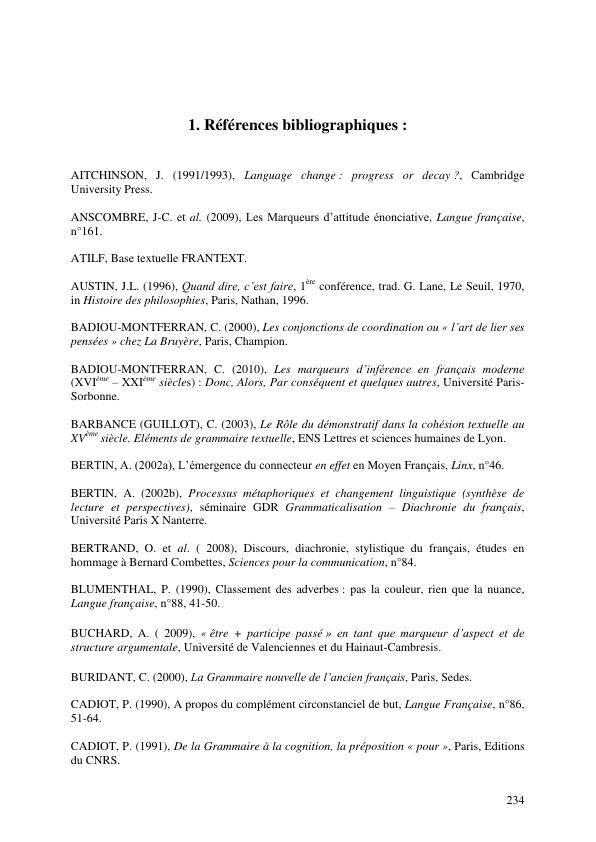 1. Références bibliographiques :
AITCHINSON, J. (1991/1993), Language change : progress or decay ?, Cambridge
University Press.
ANSCOMBRE, J-C. et al. (2009), Les Marqueurs d’attitude énonciative, Langue française,
n°161.
ATILF, Base textuelle FRANTEXT.
AUSTIN, J.L. (1996), Quand dire, c’est faire, 1ère conférence, trad. G. Lane, Le Seuil, 1970,
in Histoire des philosophies, Paris, Nathan, 1996.
BADIOU-MONTFERRAN, C. (2000), Les conjonctions de coordination ou « l’art de lier ses
pensées » chez La Bruyère, Paris, Champion.
BADIOU-MONTFERRAN, C. (2010), Les marqueurs d’inférence en français moderne
(XVIème – XXIème siècles) : Donc, Alors, Par conséquent et quelques autres, Université Paris-
Sorbonne.
BARBANCE (GUILLOT), C. (2003), Le Rôle du démonstratif dans la cohésion textuelle au
XVème siècle. Eléments de grammaire textuelle, ENS Lettres et sciences humaines de Lyon.
BERTIN, A. (2002a), L’émergence du connecteur en effet en Moyen Français, Linx, n°46.
BERTIN, A. (2002b), Processus métaphoriques et changement linguistique (synthèse de
lecture et perspectives), séminaire GDR Grammaticalisation – Diachronie du français,
Université Paris X Nanterre.
BERTRAND, O. et al. ( 2008), Discours, diachronie, stylistique du français, études en
hommage à Bernard Combettes, Sciences pour la communication, n°84.
BLUMENTHAL, P. (1990), Classement des adverbes : pas la couleur, rien que la nuance,
Langue française, n°88, 41-50.
BUCHARD, A. ( 2009), « être + participe passé » en tant que marqueur d’aspect et de
structure argumentale, Université de Valenciennes et du Hainaut-Cambresis.
BURIDANT, C. (2000), La Grammaire nouvelle de l’ancien français, Paris, Sedes.
CADIOT, P. (1990), A propos du complément circonstanciel de but, Langue Française, n°86,
51-64.
CADIOT, P. (1991), De la Grammaire à la cognition, la préposition « pour », Paris, Editions
du CNRS.
234